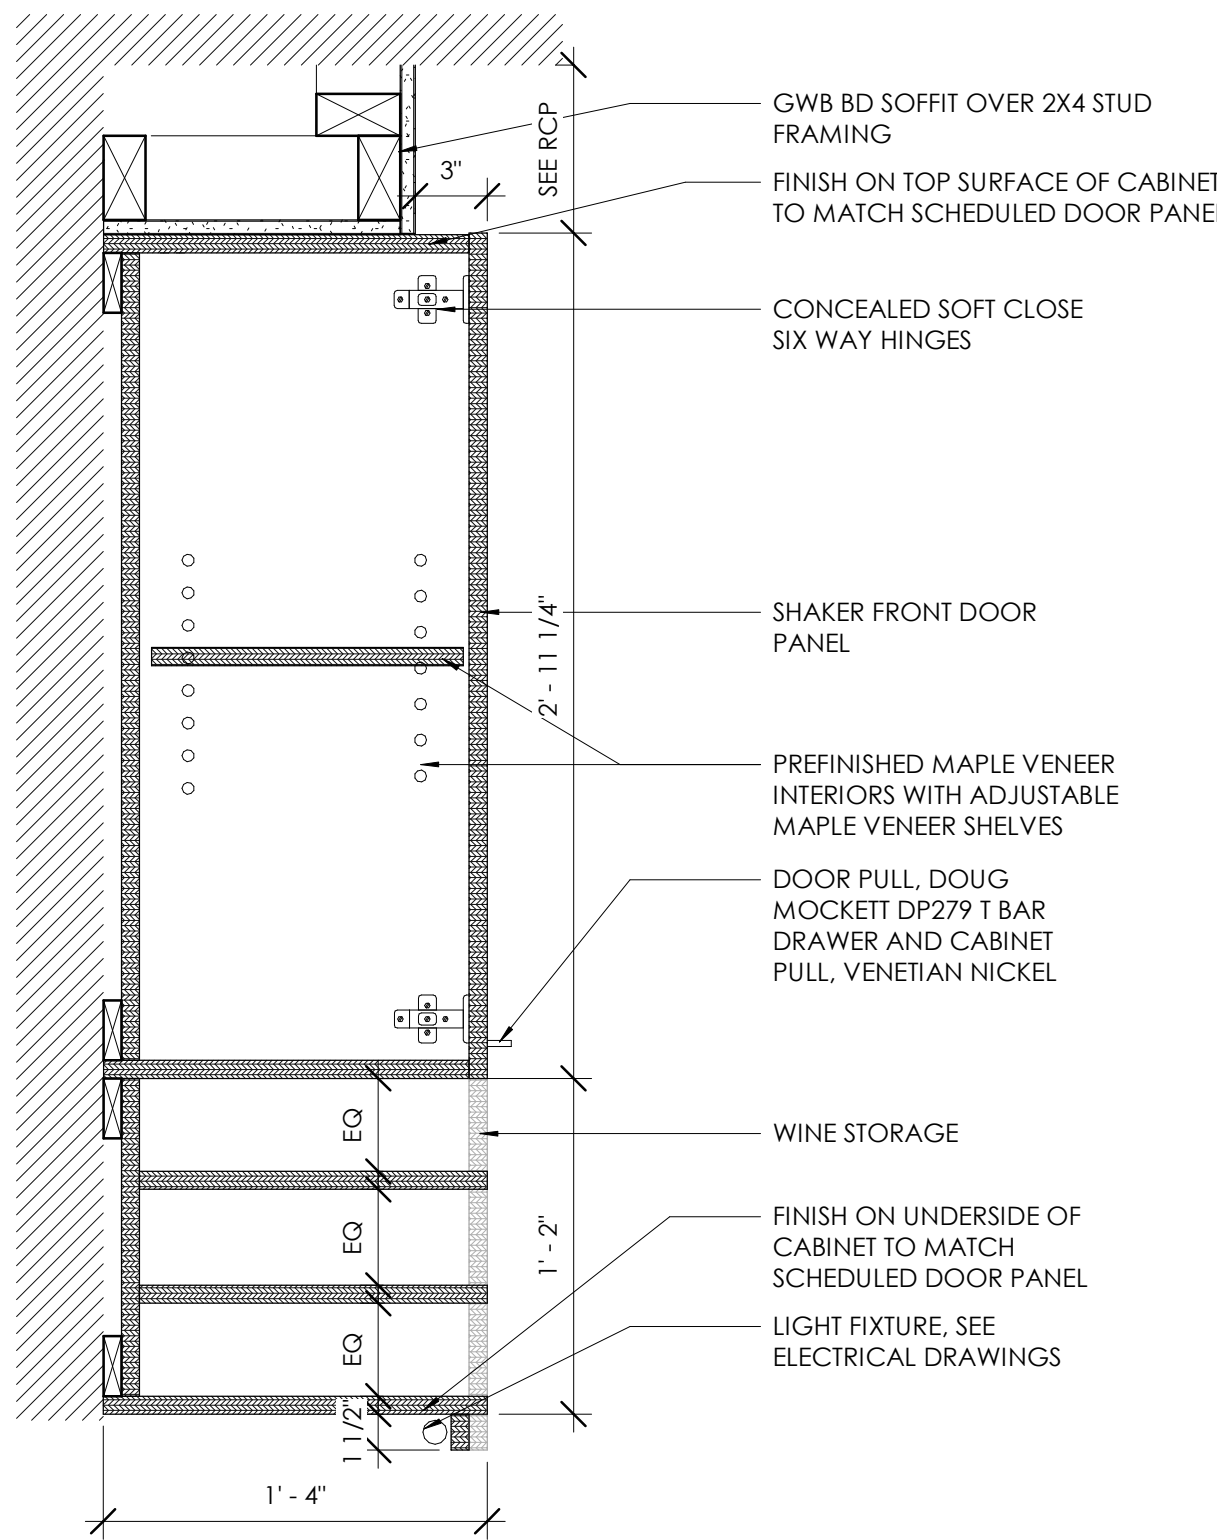 GWB BD SOFFIT OVER 2X4 STUD
FRAMING
SEE RCP
3"
FINISH ON TOP SURFACE OF CABINET
TO MATCH SCHEDULED DOOR PANEL
CONCEALED SOFT CLOSE
SIX WAY HINGES
SHAKER FRONT DOOR
PANEL
2' - 11 1/4"
PREFINISHED MAPLE VENEER
INTERIORS WITH ADJUSTABLE
MAPLE VENEER SHELVES
DOOR PULL, DOUG
MOCKETT DP279 T BAR
DRAWER AND CABINET
PULL, VENETIAN NICKEL
EQ
WINE STORAGE
EQ
1' - 2"
FINISH ON UNDERSIDE OF
CABINET TO MATCH
SCHEDULED DOOR PANEL
EQ
LIGHT FIXTURE, SEE
ELECTRICAL DRAWINGS
1 1/2"
1' - 4"